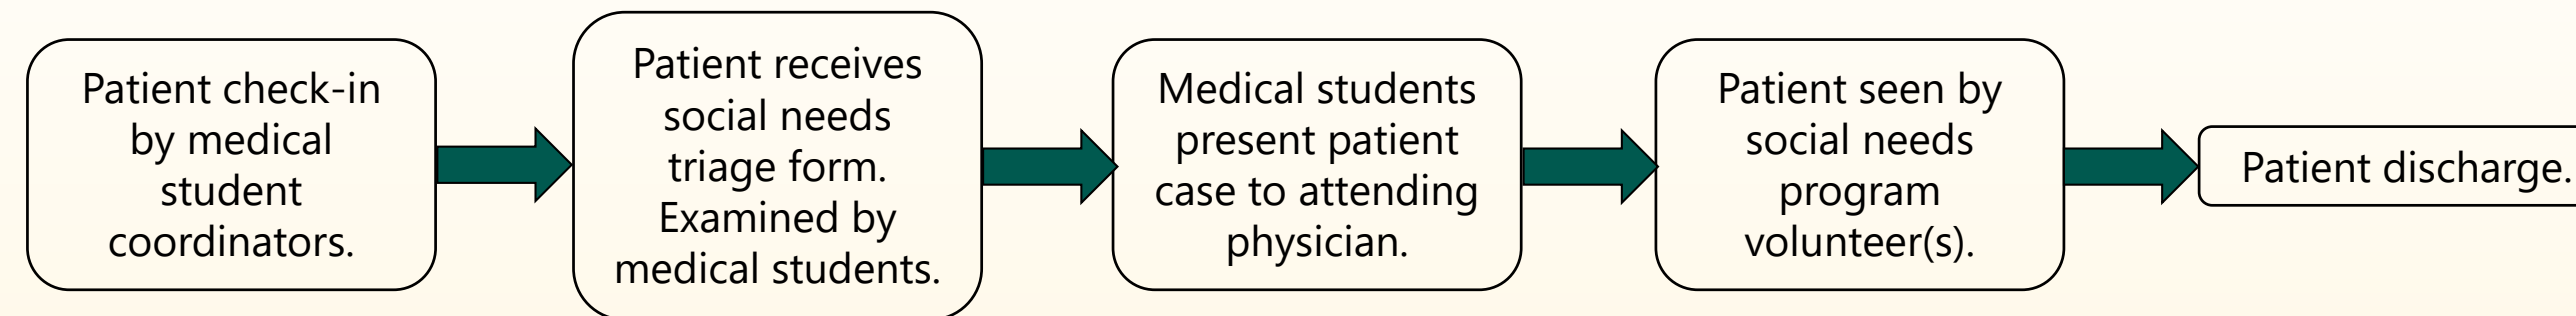 Patient check-in
by medical
student
coordinators.
Patient receives
social needs
triage form.
Examined by
medical students.
Medical students
present patient
case to attending
physician.
Patient seen by
social needs
program
volunteer(s).
Patient discharge.